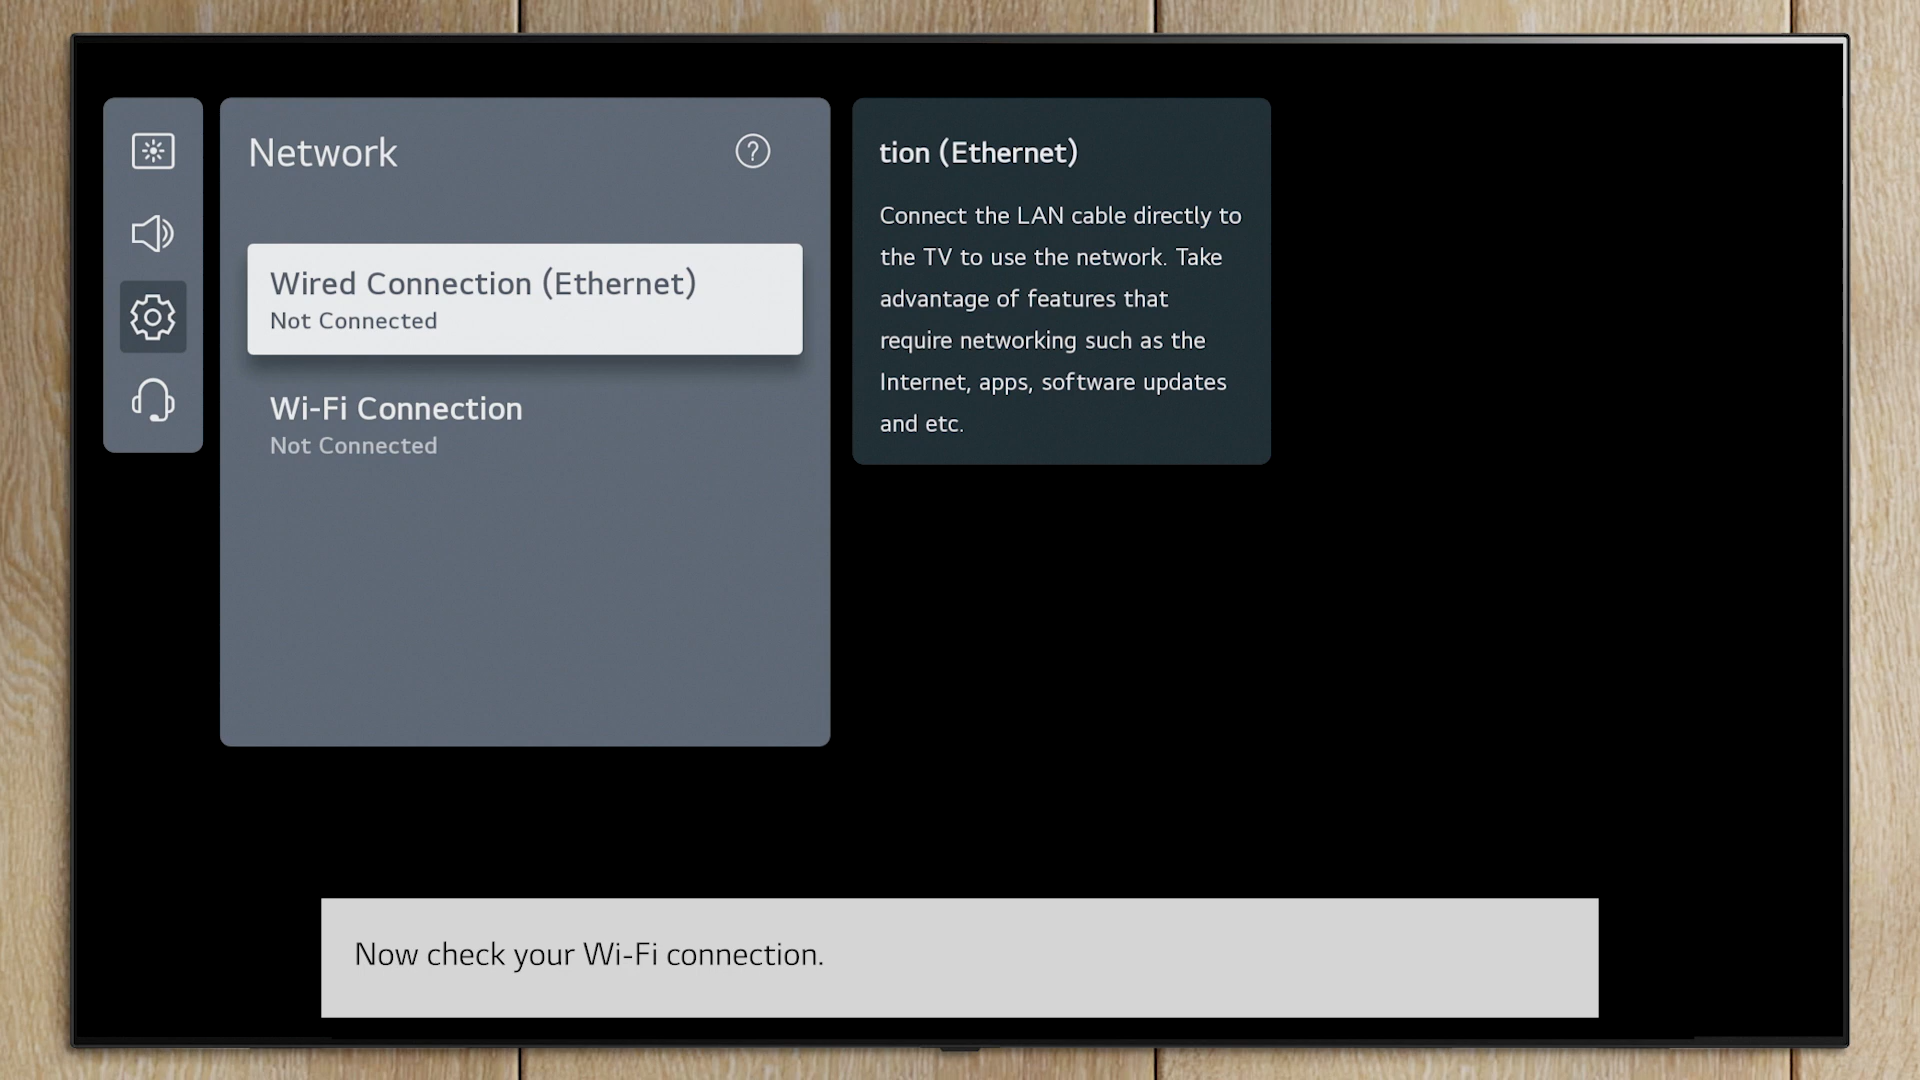 Network
?
Wired Connection (Ethernet)
Not Connected
Wi-Fi Connection
Not Connected
tion (Ethernet)
Connect the LAN cable directly to
the TV to use the network. Take
advantage of features that
require networking such as the
Internet, apps, software updates
and etc.
Now check your Wi-Fi connection.